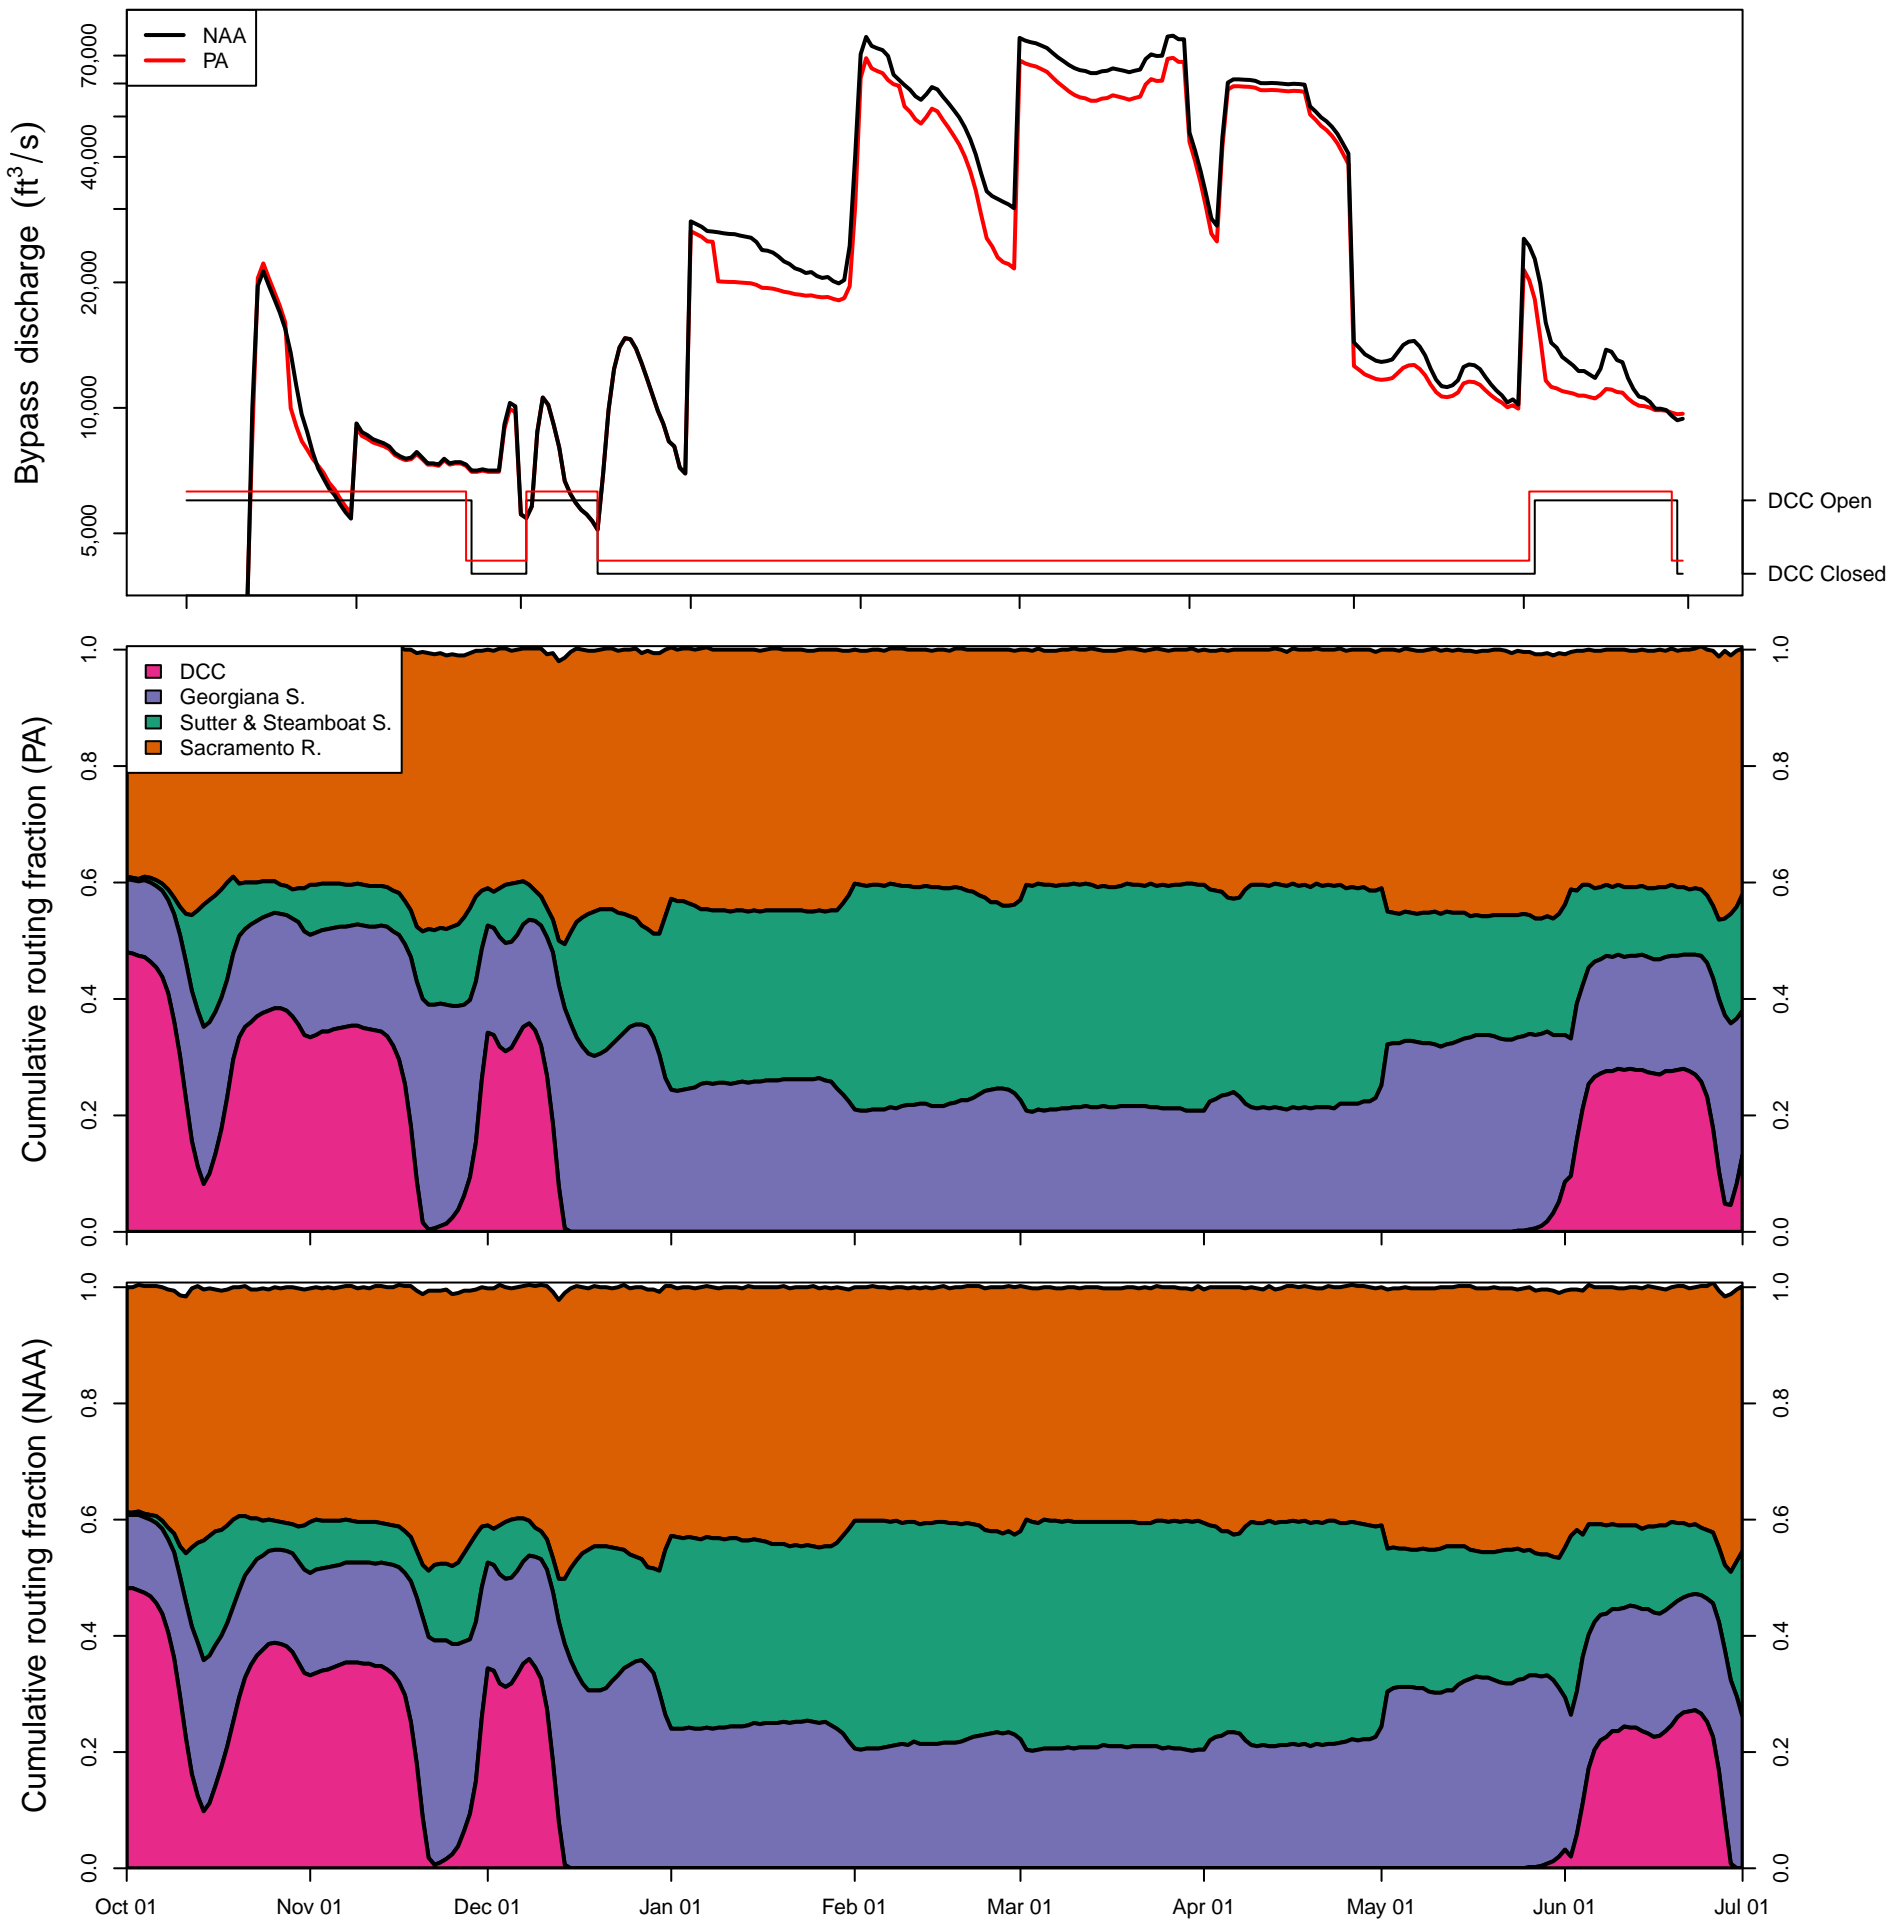 Bypass discharge (ft³/s)
70,000
40,000
20,000
10,000
5,000
NAA
PA
DCC Open
DCC Closed
Cumulative routing fraction (PA)
1.0
0.8
0.6
0.4
0.2
0.0
DCC
Georgiana S.
Sutter & Steamboat S.
Sacramento R.
1.0
0.8
0.6
0.4
0.2
0.0
Cumulative routing fraction (NAA)
1.0
0.8
0.6
0.4
0.2
0.0
1.0
0.8
0.6
0.4
0.2
0.0
Oct 01 Nov 01 Dec 01 Jan 01 Feb 01 Mar 01 Apr 01 May 01 Jun 01 Jul 01